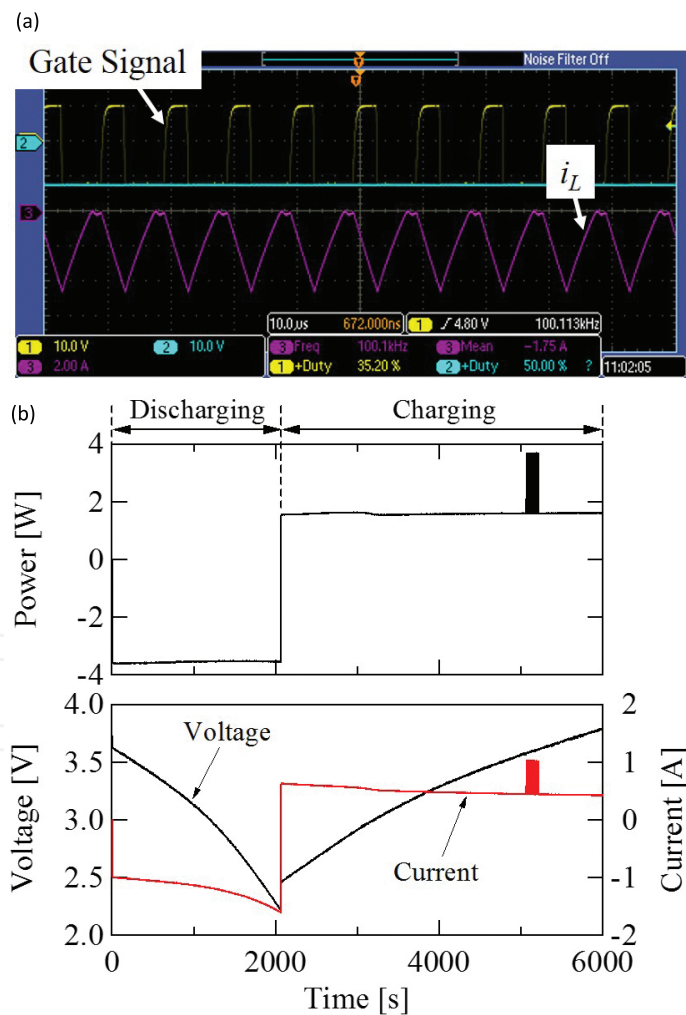 (a)
Noise Filter Off
Gate Signal
T
T
2
i_L
3
10.0µs 672.000ns
1 ∫ 4.80 V 100.113kHz
1 10.0 V 2 10.0 V
3 2.00 A
3 Freq 100.1kHz 3 Mean -1.75 A
1 +Duty 35.20 % 2 +Duty 50.00 % ?
11:02:05
(b)
Discharging Charging
Power [W]
4
2
0
-2
-4
Voltage [V]
4.0
3.5
3.0
2.5
2.0
Voltage
Current
Current [A]
2
1
0
-1
-2
0 2000 4000 6000
Time [s]